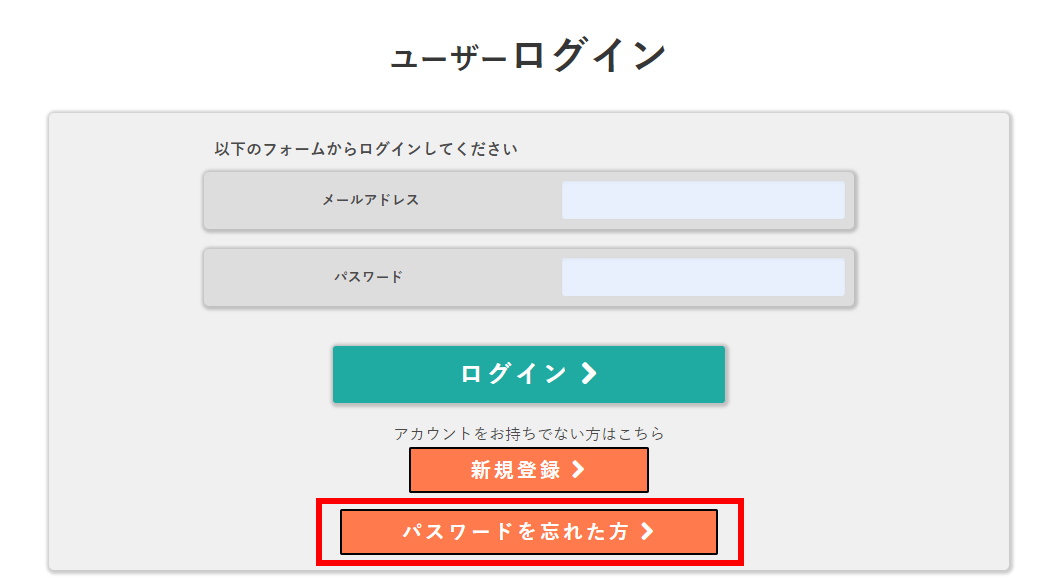 ユーザーログイン
以下のフォームからログインしてください
メールアドレス
パスワード
ログイン
アカウントをお持ちでない方はこちら
新規登録
パスワードを忘れた方